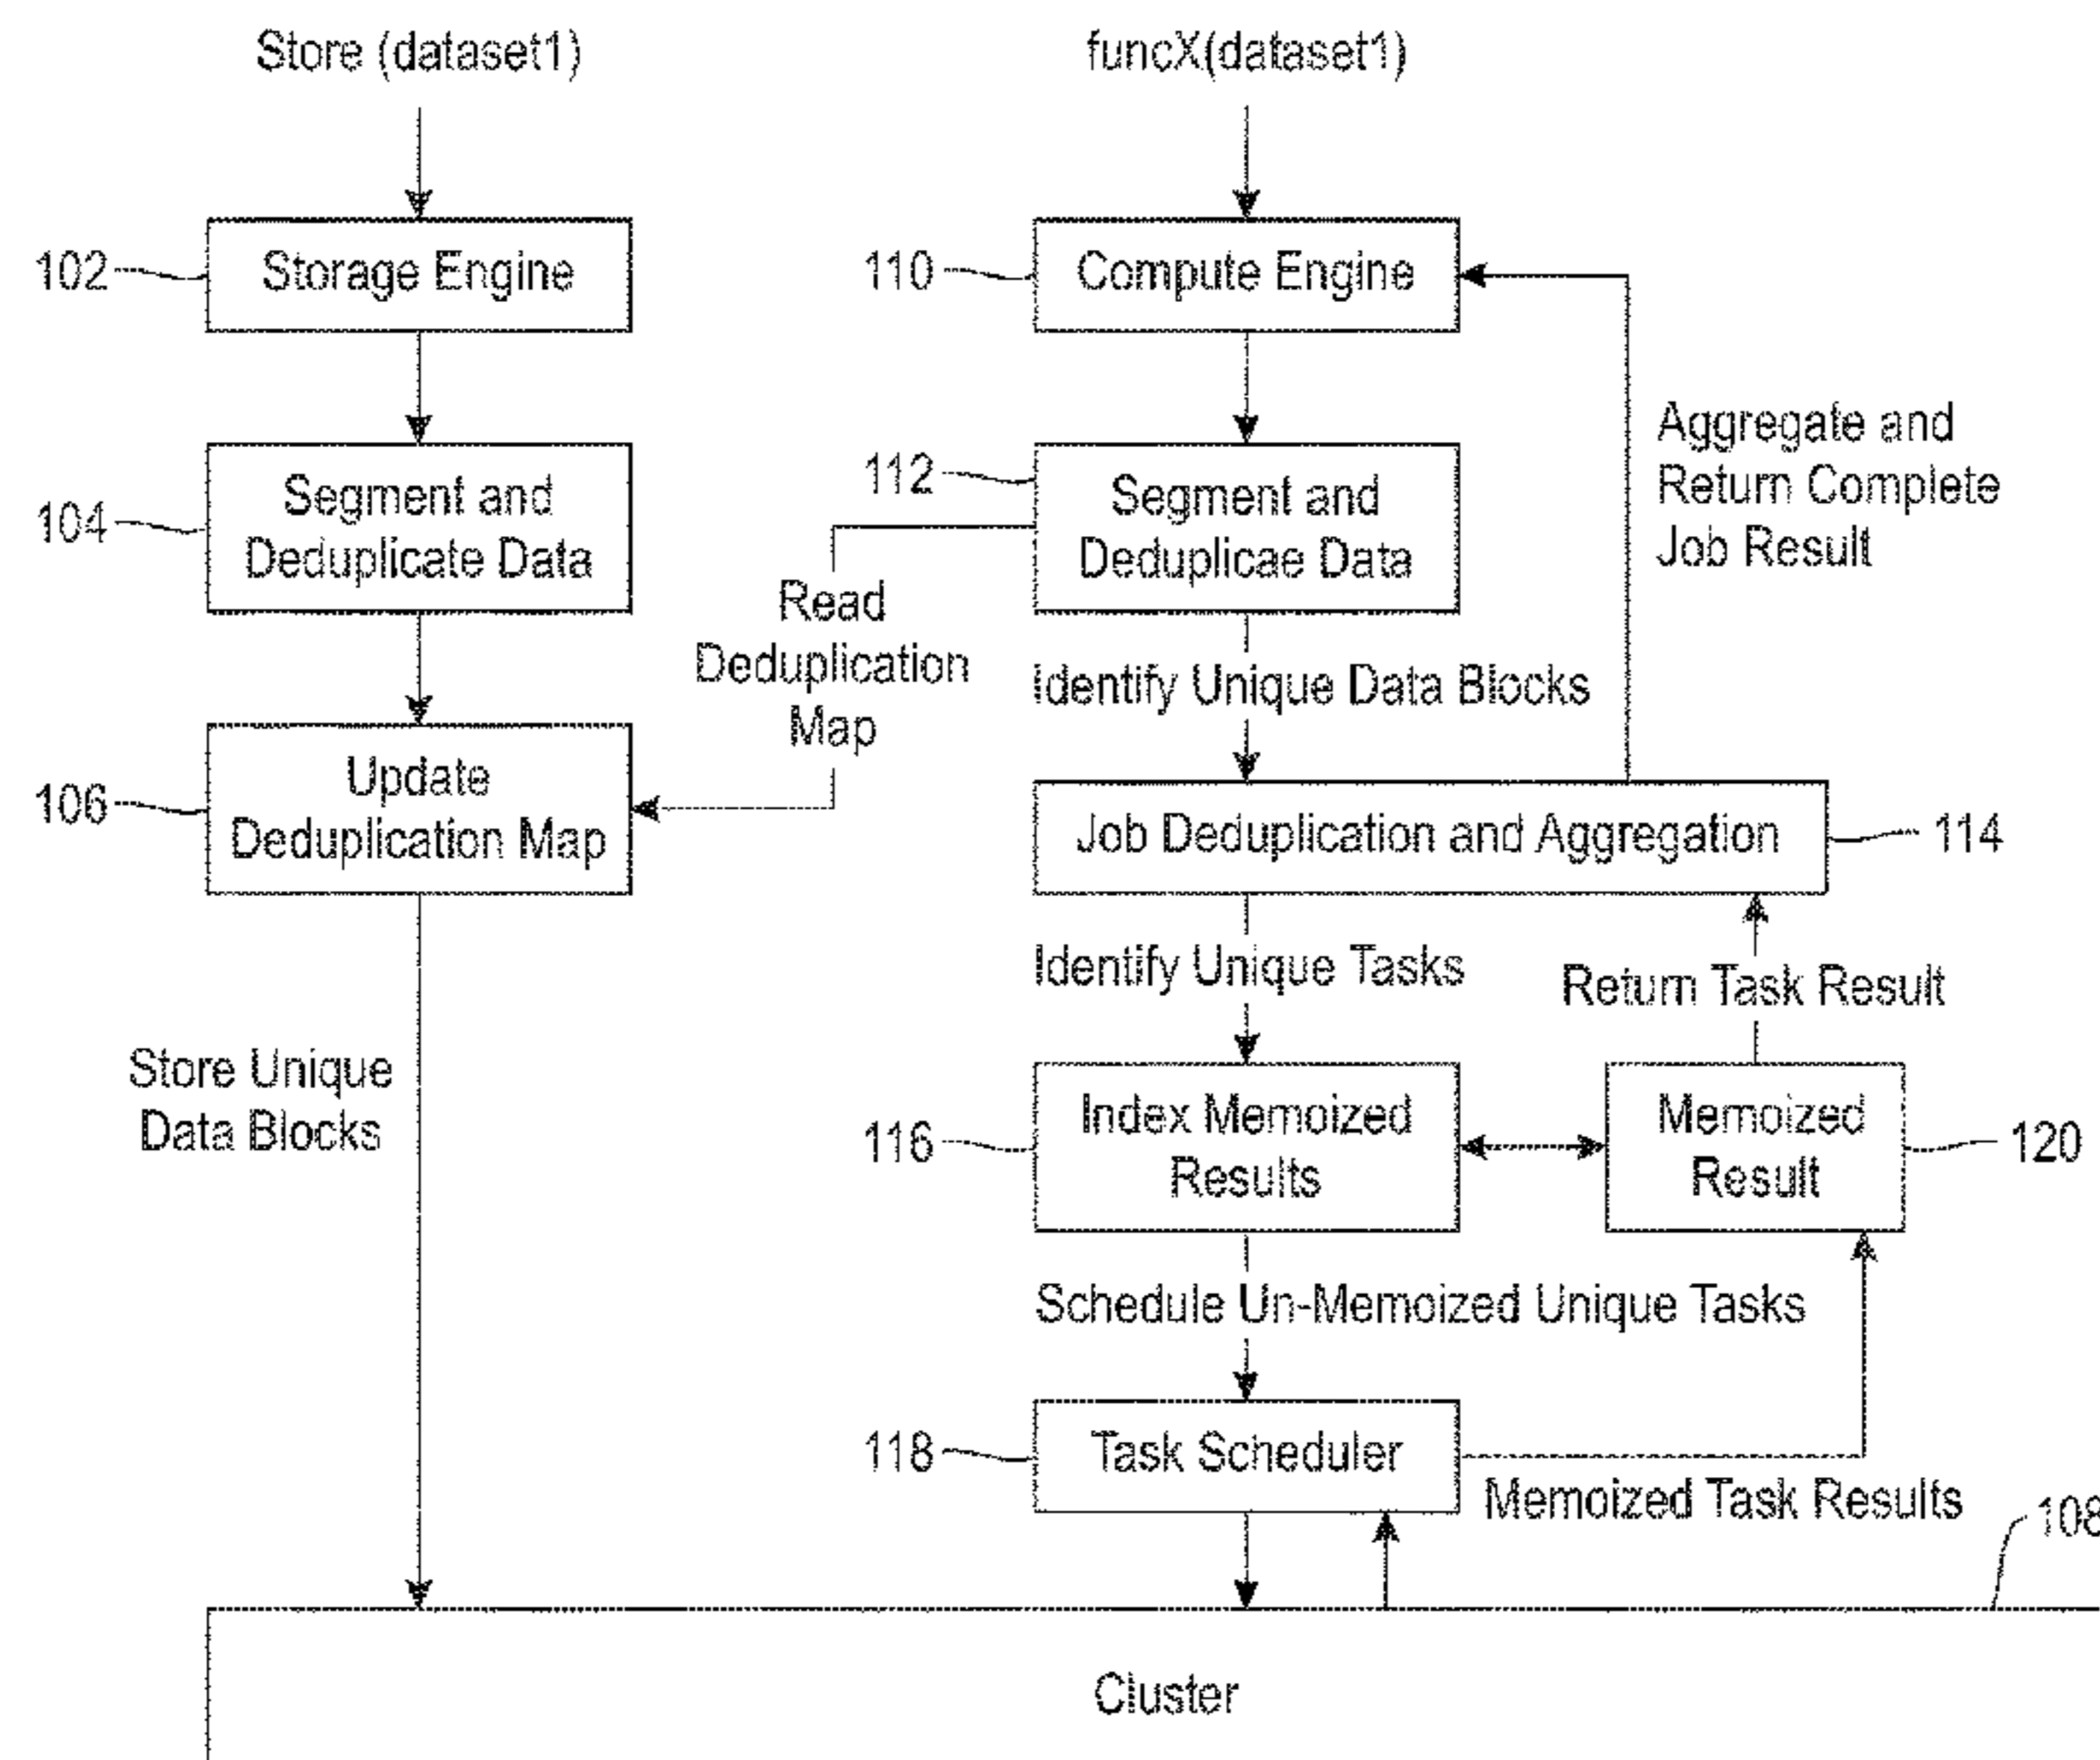 Store (dataset1)
funcX(dataset1)
102
Storage Engine
110
Compute Engine
Aggregate and
Return Complete
Job Result
104
Segment and
Deduplicate Data
112
Segment and
Deduplicae Data
Read
Deduplication
Map
Identify Unique Data Blocks
106
Update
Deduplication Map
Job Deduplication and Aggregation
114
Identify Unique Tasks
Return Task Result
Store Unique
Data Blocks
116
Index Memoized
Results
Memoized
Result
120
Schedule Un-Memoized Unique Tasks
118
Task Scheduler
Memoized Task Results
108
Cluster